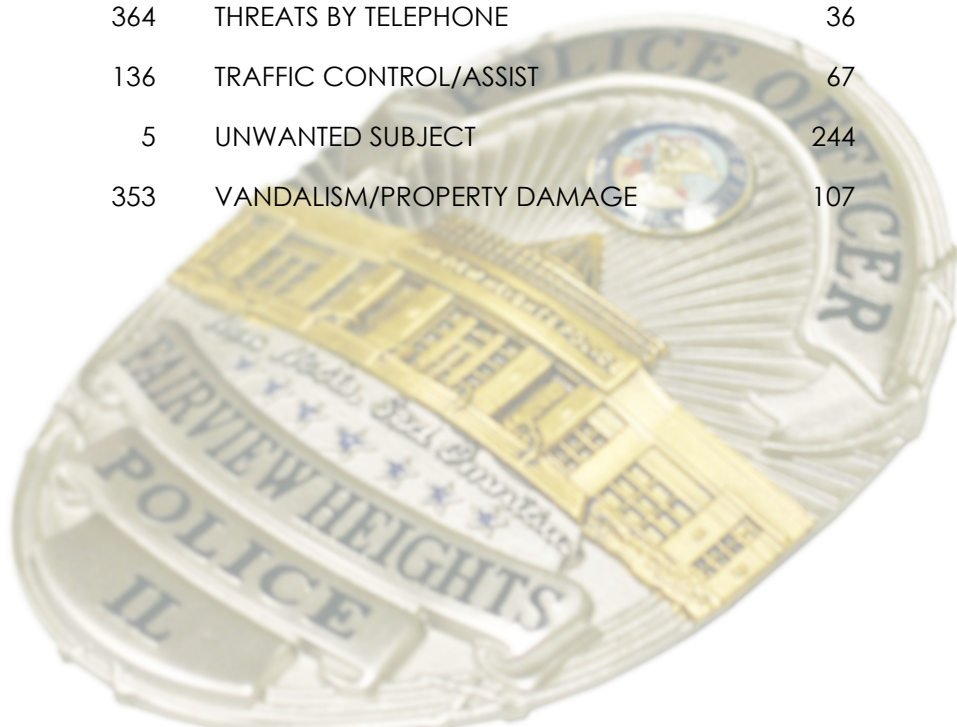 364 THREATS BY TELEPHONE 36
136 TRAFFIC CONTROL/ASSIST 67
5 UNWANTED SUBJECT 244
353 VANDALISM/PROPERTY DAMAGE 107
POLICE OFFICER
FAIRVIEW HEIGHTS
POLICE
IL